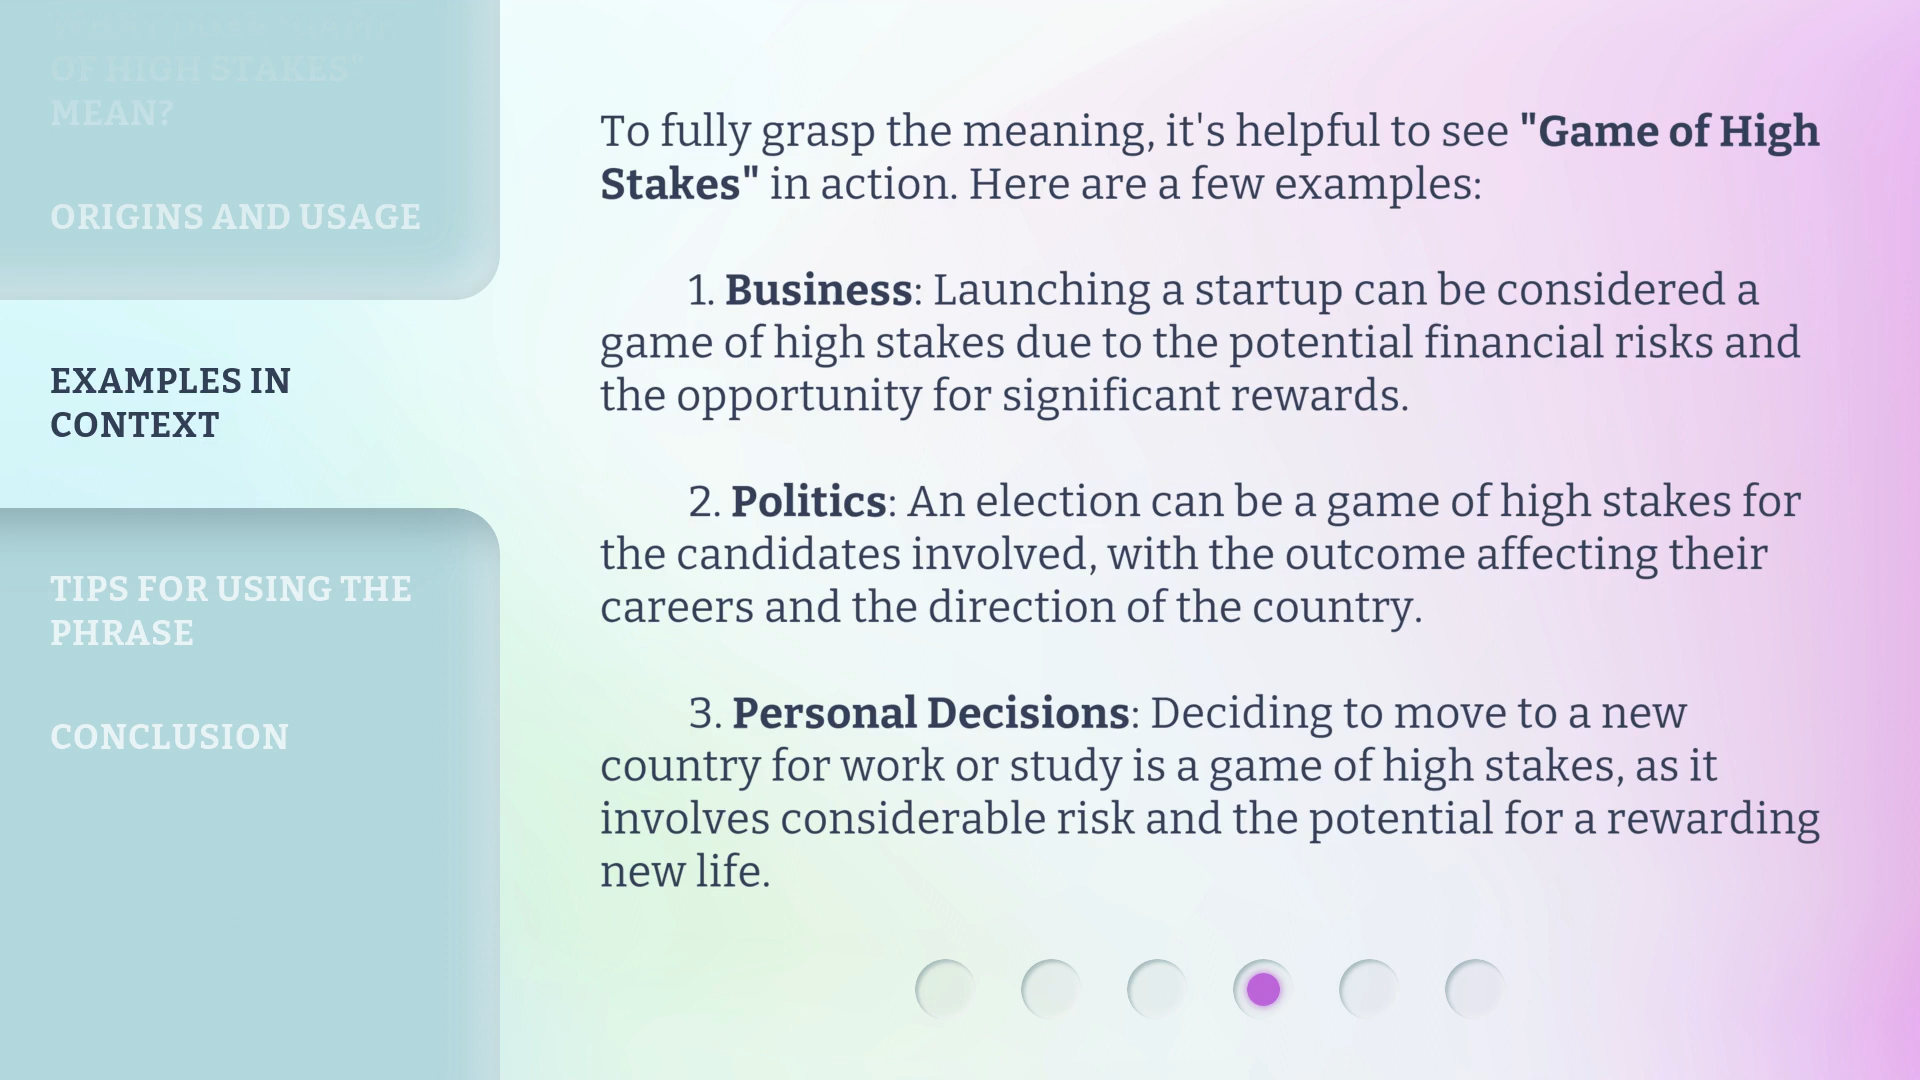 OF HIGH STAKES"
MEAN?
ORIGINS AND USAGE
EXAMPLES IN
CONTEXT
TIPS FOR USING THE
PHRASE
CONCLUSION
To fully grasp the meaning, it's helpful to see "Game of High
Stakes" in action. Here are a few examples:
1. Business: Launching a startup can be considered a
game of high stakes due to the potential financial risks and
the opportunity for significant rewards.
2. Politics: An election can be a game of high stakes for
the candidates involved, with the outcome affecting their
careers and the direction of the country.
3. Personal Decisions: Deciding to move to a new
country for work or study is a game of high stakes, as it
involves considerable risk and the potential for a rewarding
new life.